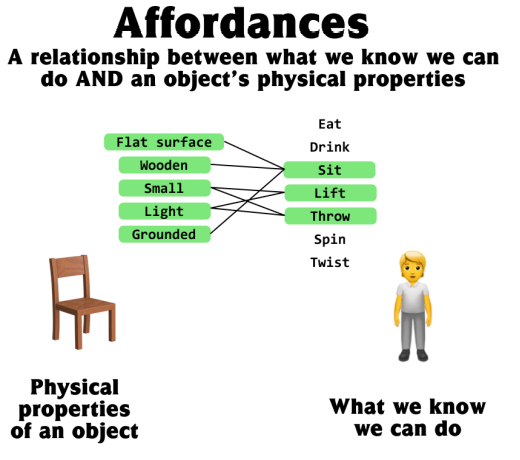 Affordances
A relationship between what we know we can
do AND an object's physical properties
Eat
Drink
Flat surface
Sit
Wooden
Lift
Small
Throw
Light
Spin
Grounded
Twist
Physical
properties
of an object
What we know
we can do